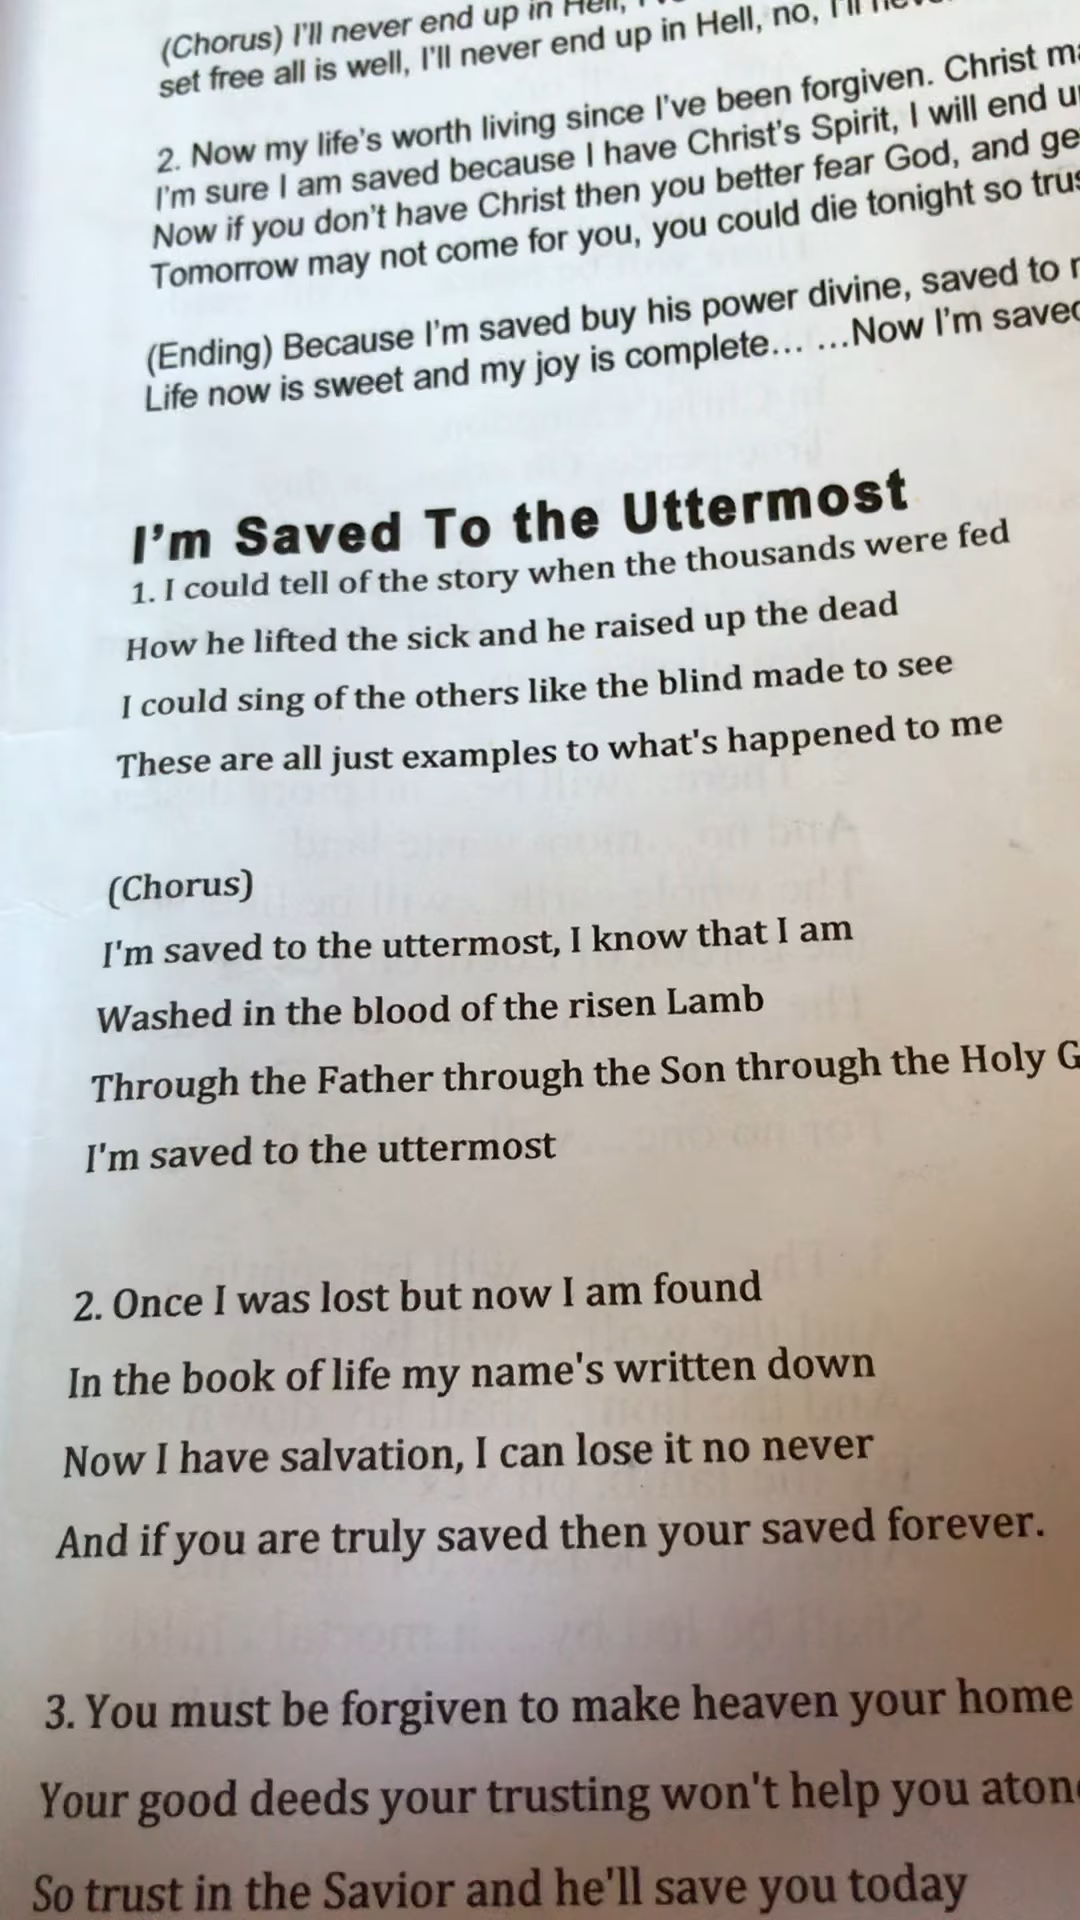 (Chorus) I'll never end up in Hell,
set free all is well, I'll never end up in Hell, no, I'll
2. Now my life's worth living since I've been forgiven. Christ
I'm sure I am saved because I have Christ's Spirit, I will end
Now if you don't have Christ then you better fear God, and
Tomorrow may not come for you, you could die tonight so
(Ending) Because I'm saved buy his power divine, saved to
Life now is sweet and my joy is complete... ...Now I'm
I'm Saved To the Uttermost
1. I could tell of the story when the thousands were fed
How he lifted the sick and he raised up the dead
I could sing of the others like the blind made to see
These are all just examples to what's happened to me
(Chorus)
I'm saved to the uttermost, I know that I am
Washed in the blood of the risen Lamb
Through the Father through the Son through the Holy G
I'm saved to the uttermost
2. Once I was lost but now I am found
In the book of life my name's written down
Now I have salvation, I can lose it no never
And if you are truly saved then your saved forever.
3. You must be forgiven to make heaven your home
Your good deeds your trusting won't help you
So trust in the Savior and he'll save you today